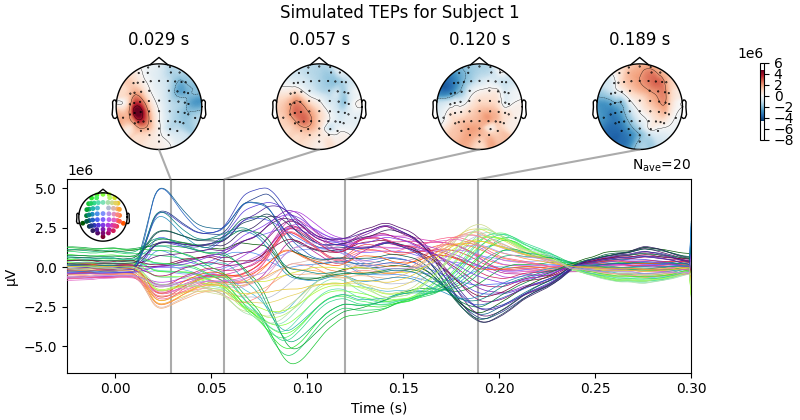 Simulated TEPs for Subject 1
0.029 s 0.057 s 0.120 s 0.189 s
1e6
6
4
2
0
−2
−4
−6
−8
Nave=20
1e6
5.0
2.5
0.0
−2.5
−5.0
µV
0.00 0.05 0.10 0.15 0.20 0.25 0.30
Time (s)